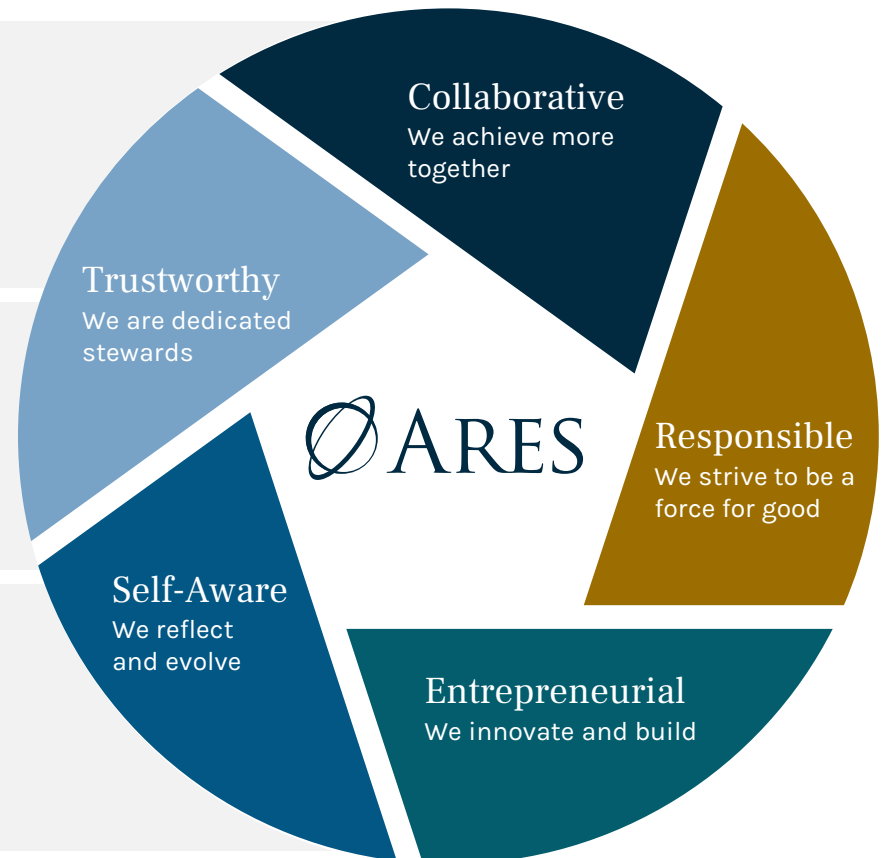 Collaborative
We achieve more
together
Trustworthy
We are dedicated
stewards
ARES
Responsible
We strive to be a
force for good
Self-Aware
We reflect
and evolve
Entrepreneurial
We innovate and build